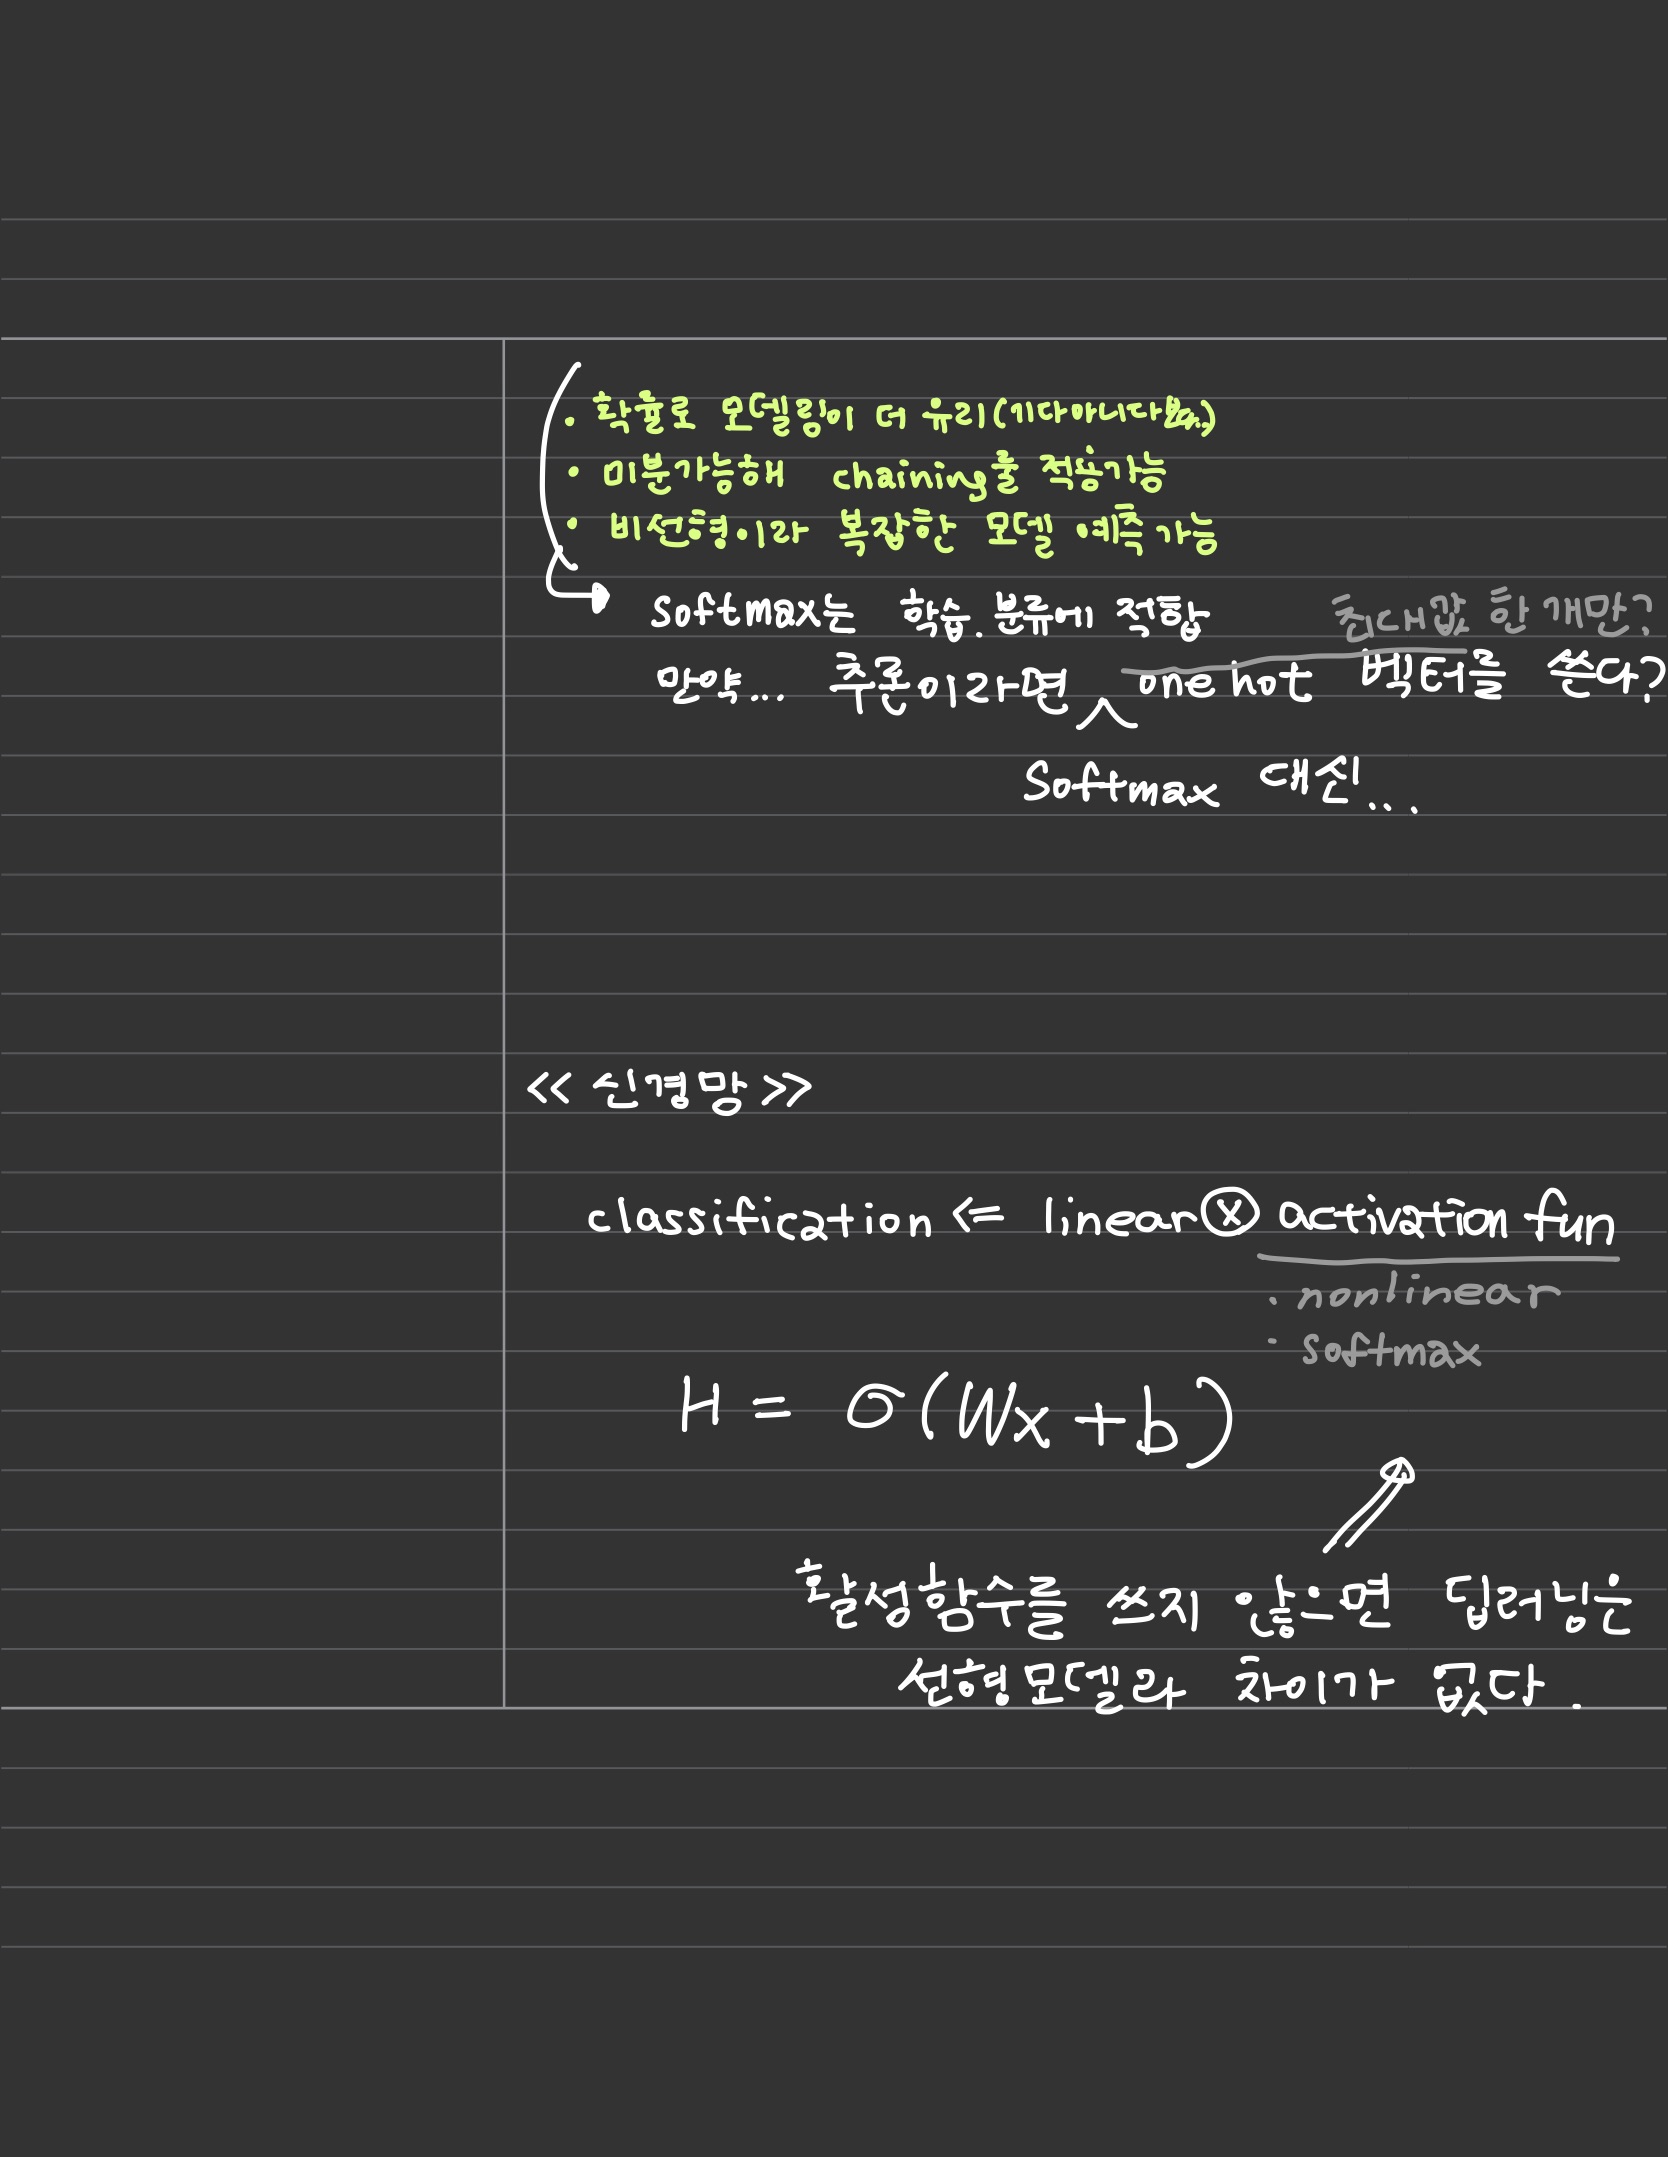 · 확률로 모델링이 더 유리(기다아니다
· 미분가능해 chaining을 적용가능
· 비선형이라 복잡한 모델 예측가능
softmax는 학습.분류에 적합
최대값 한개만?
만약... 추론이라면 onehot 벡터를 쓴다?
Softmax 대신...
<< 신경망 >>
classification <= linear ⓧ activation fun
· nonlinear
· softmax
H = σ(Wx + b)
활성함수를 쓰지 않으면 딥러닝은
선형모델과 차이가 없다.